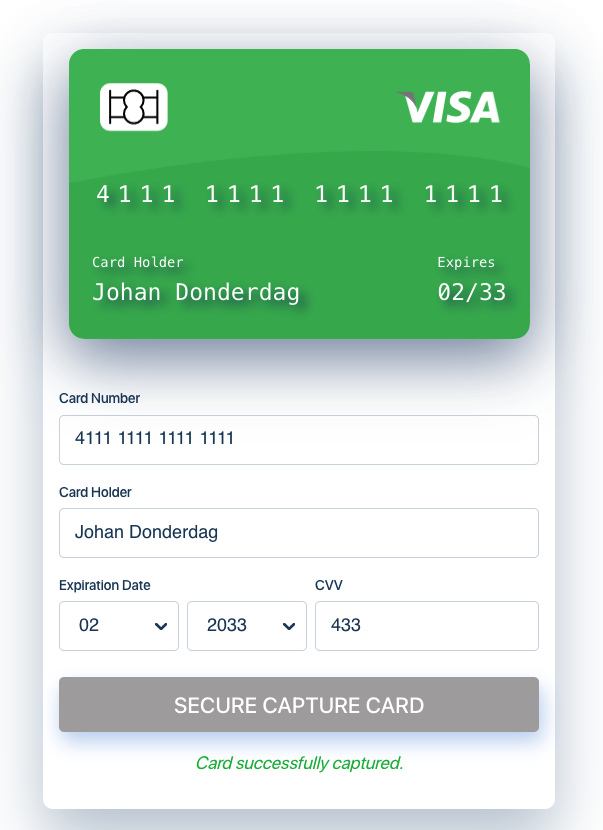 VISA
4111 1111 1111 1111
Card Holder Expires
Johan Donderdag 02/33
Card Number
4111 1111 1111 1111
Card Holder
Johan Donderdag
Expiration Date CVV
02 2033 433
SECURE CAPTURE CARD
Card successfully captured.